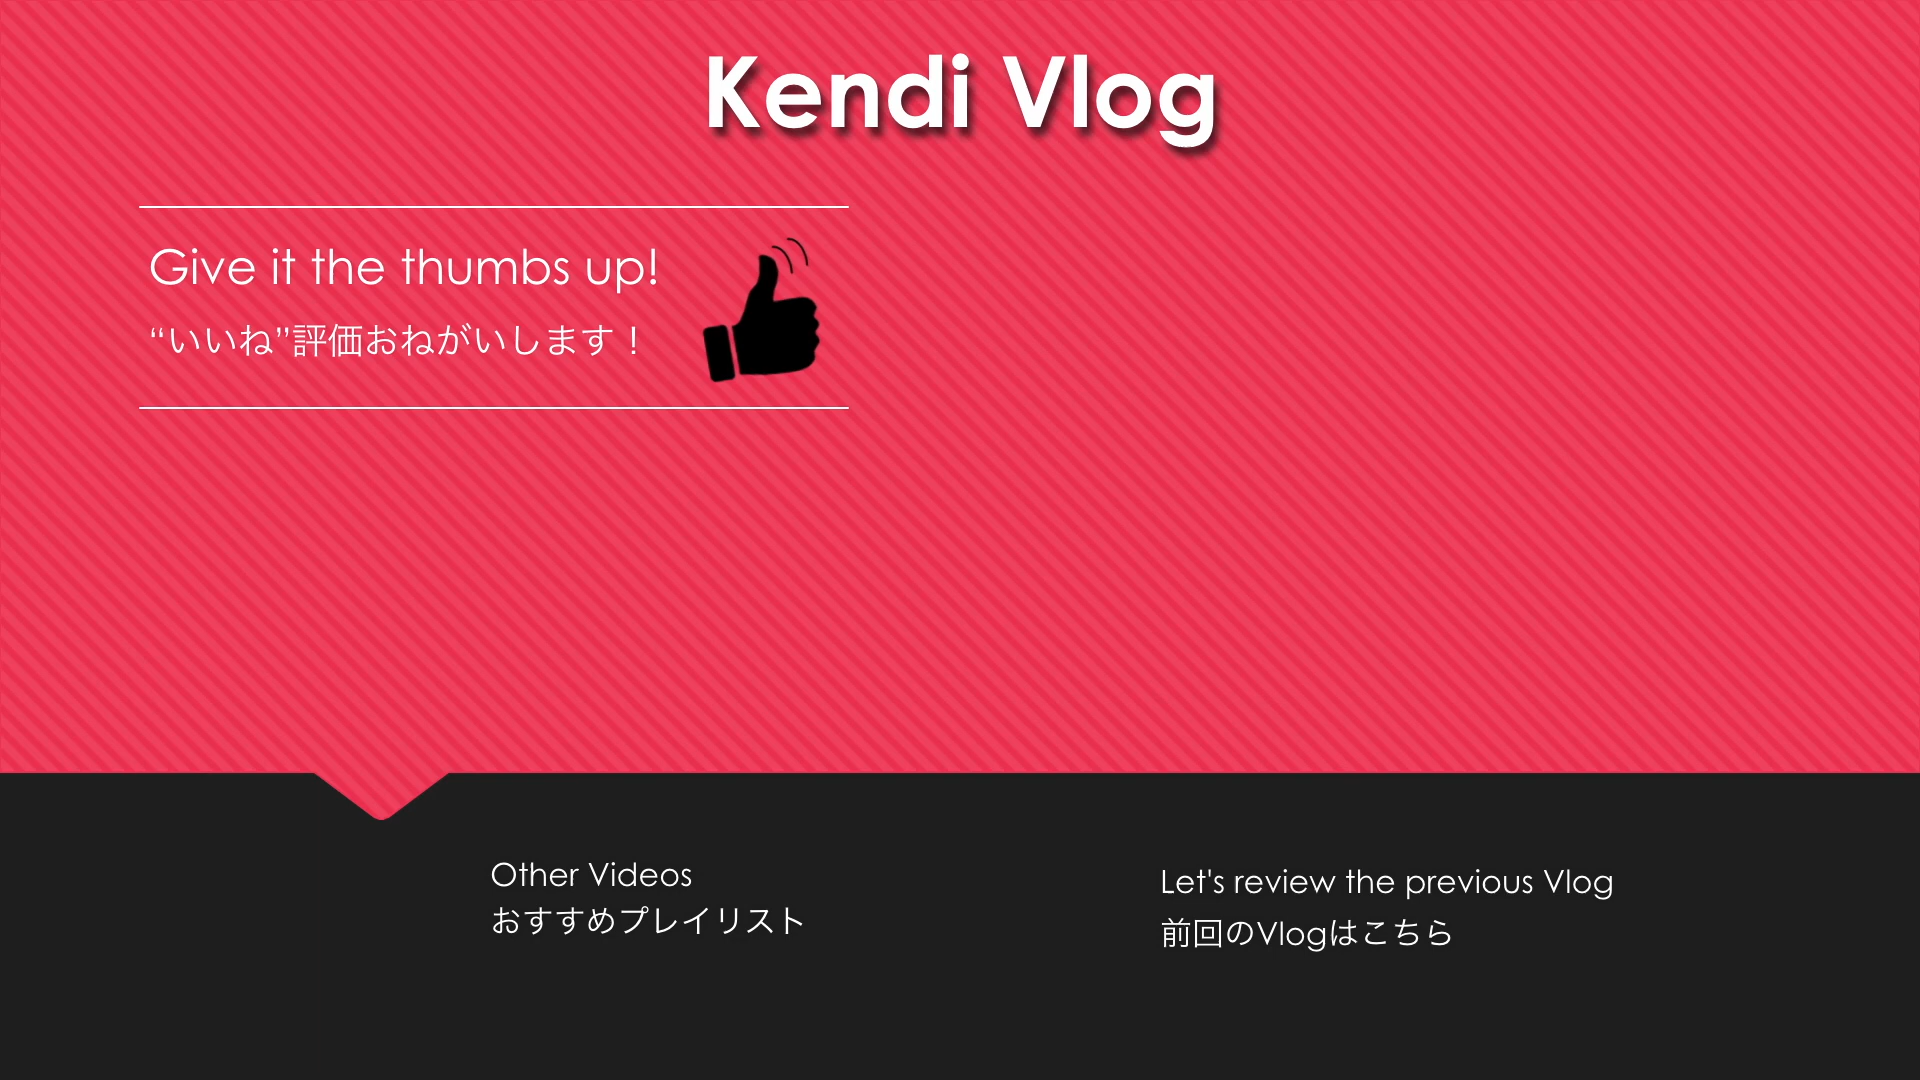 Kendi Vlog
Give it the thumbs up!
“いいね”評価おねがいします！
Other Videos
おすすめプレイリスト
Let's review the previous Vlog
前回のVlogはこちら